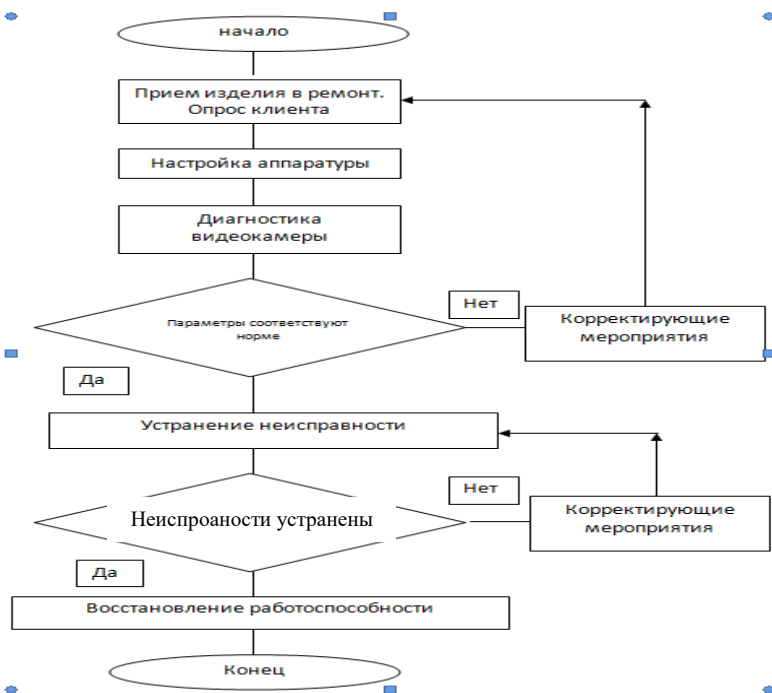 начало
Прием изделия в ремонт.
Опрос клиента
Настройка аппаратуры
Диагностика
видеокамеры
Параметры соответствуют
норме
Нет
Корректирующие
мероприятия
Да
Устранение неисправности
Неиспроаности устранены
Нет
Корректирующие
мероприятия
Да
Восстановление работоспособности
Конец